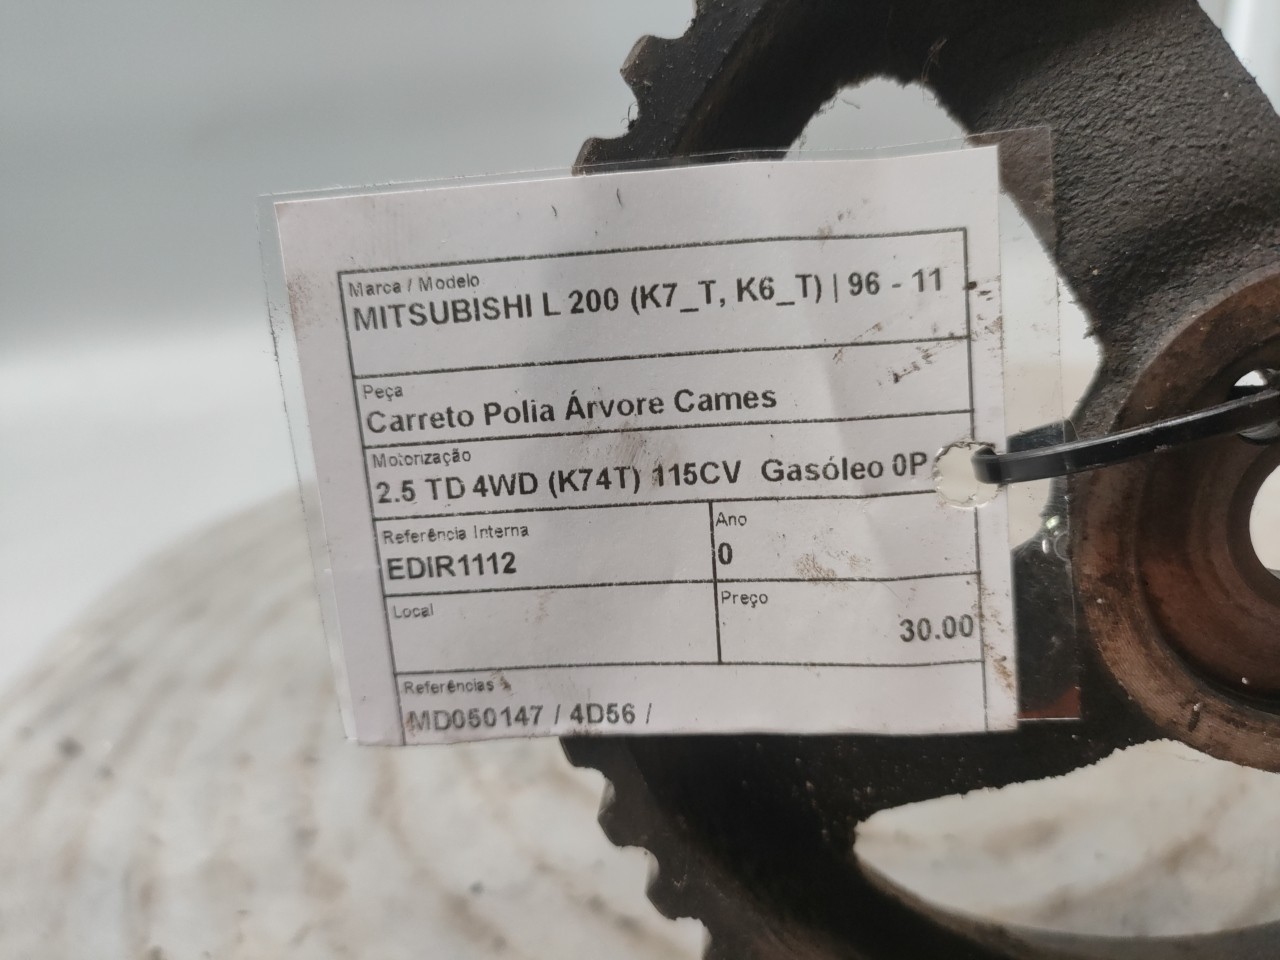 Marca / Modelo
MITSUBISHI L 200 (K7_T, K6_T) | 96 - 11
Peça
Carreto Polia Árvore Cames
Motorização
2.5 TD 4WD (K74T) 115CV Gasóleo 0P
Referência Interna
EDIR1112
Ano
0
Local
Preço
30.00
Referências
MD050147 / 4D56 /